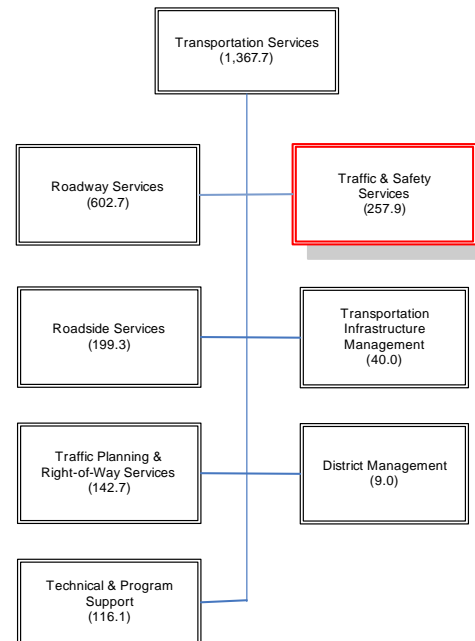 Transportation Services
(1,367.7)
Roadway Services
(602.7)
Traffic & Safety
Services
(257.9)
Roadside Services
(199.3)
Transportation
Infrastructure
Management
(40.0)
Traffic Planning &
Right-of-Way Services
(142.7)
District Management
(9.0)
Technical & Program
Support
(116.1)